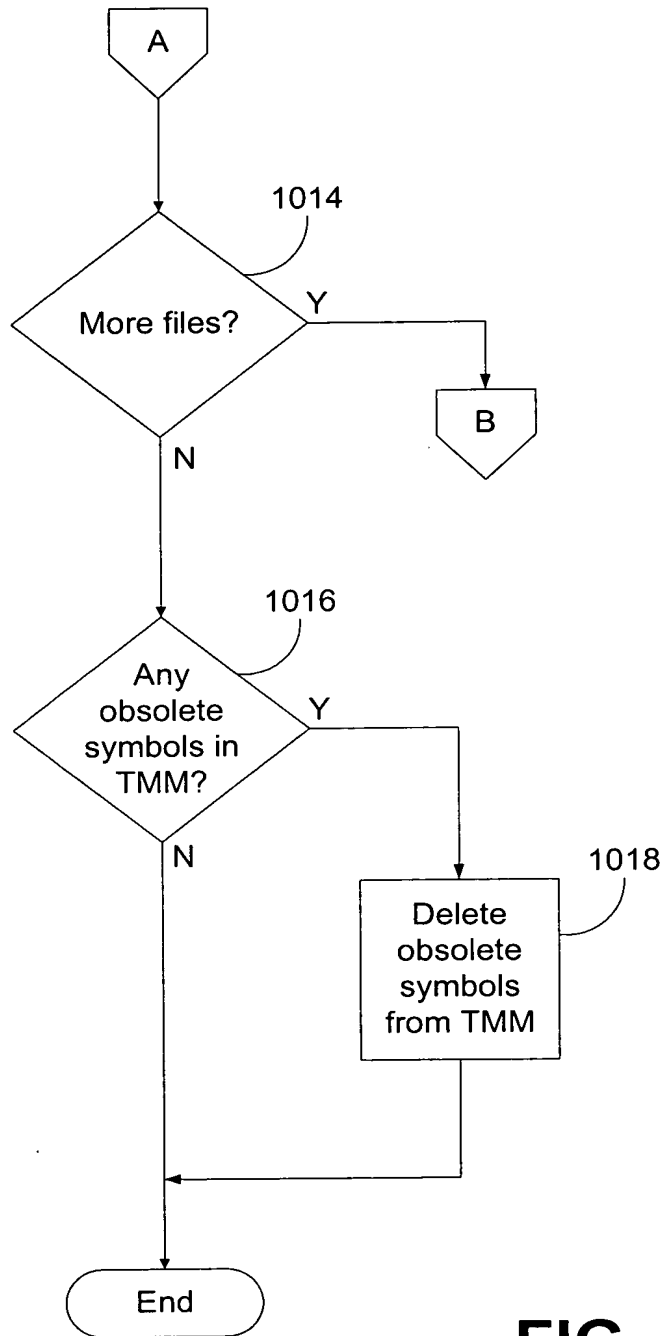 A
1014
More files?
Y
B
N
1016
Any
obsolete
symbols in
TMM?
Y
N
1018
Delete
obsolete
symbols
from TMM
End
FIG